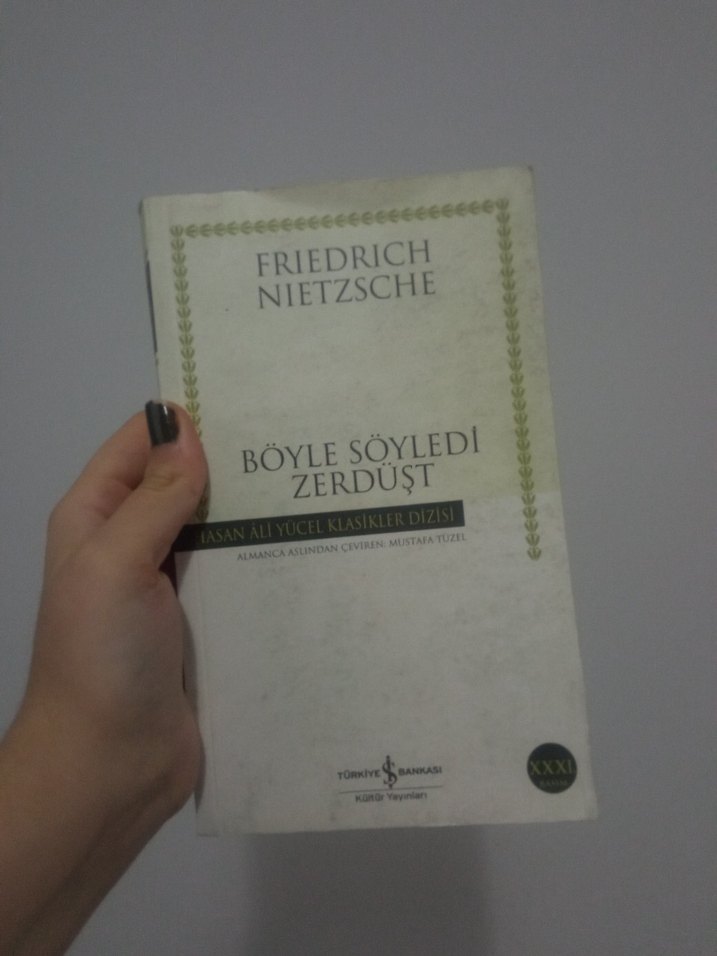 FRIEDRICH
NIETZSCHE
BÖYLE SÖYLEDİ
ZERDÜŞT
HASAN ÂLİ YÜCEL KLASİKLER DİZİSİ
ALMANCA ASLINDAN ÇEVİREN: MUSTAFA TÜZEL
TÜRKİYE İŞ BANKASI
Kültür Yayınları
XXXI
BASIM